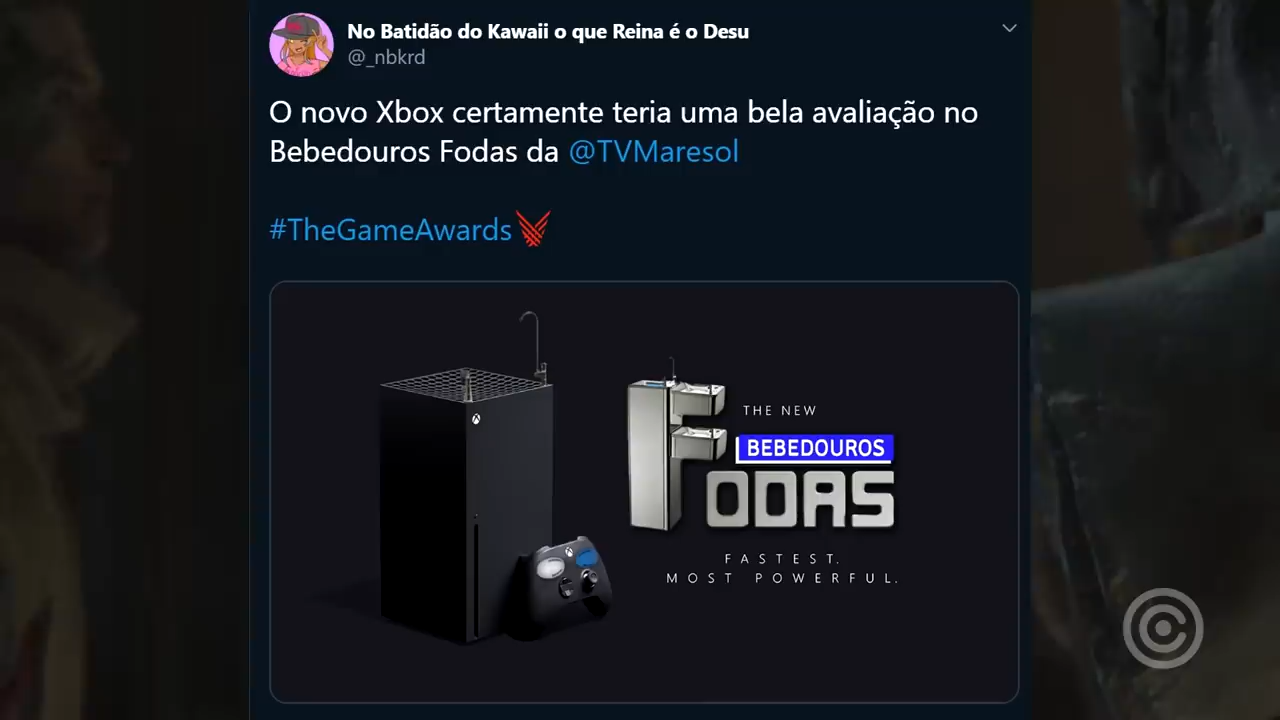 No Batidão do Kawaii o que Reina é o Desu
@_nbkrd
O novo Xbox certamente teria uma bela avaliação no
Bebedouros Fodas da @TVMaresol
#TheGameAwards
THE NEW
BEBEDOUROS
FODAS
FASTEST.
MOST POWERFUL.